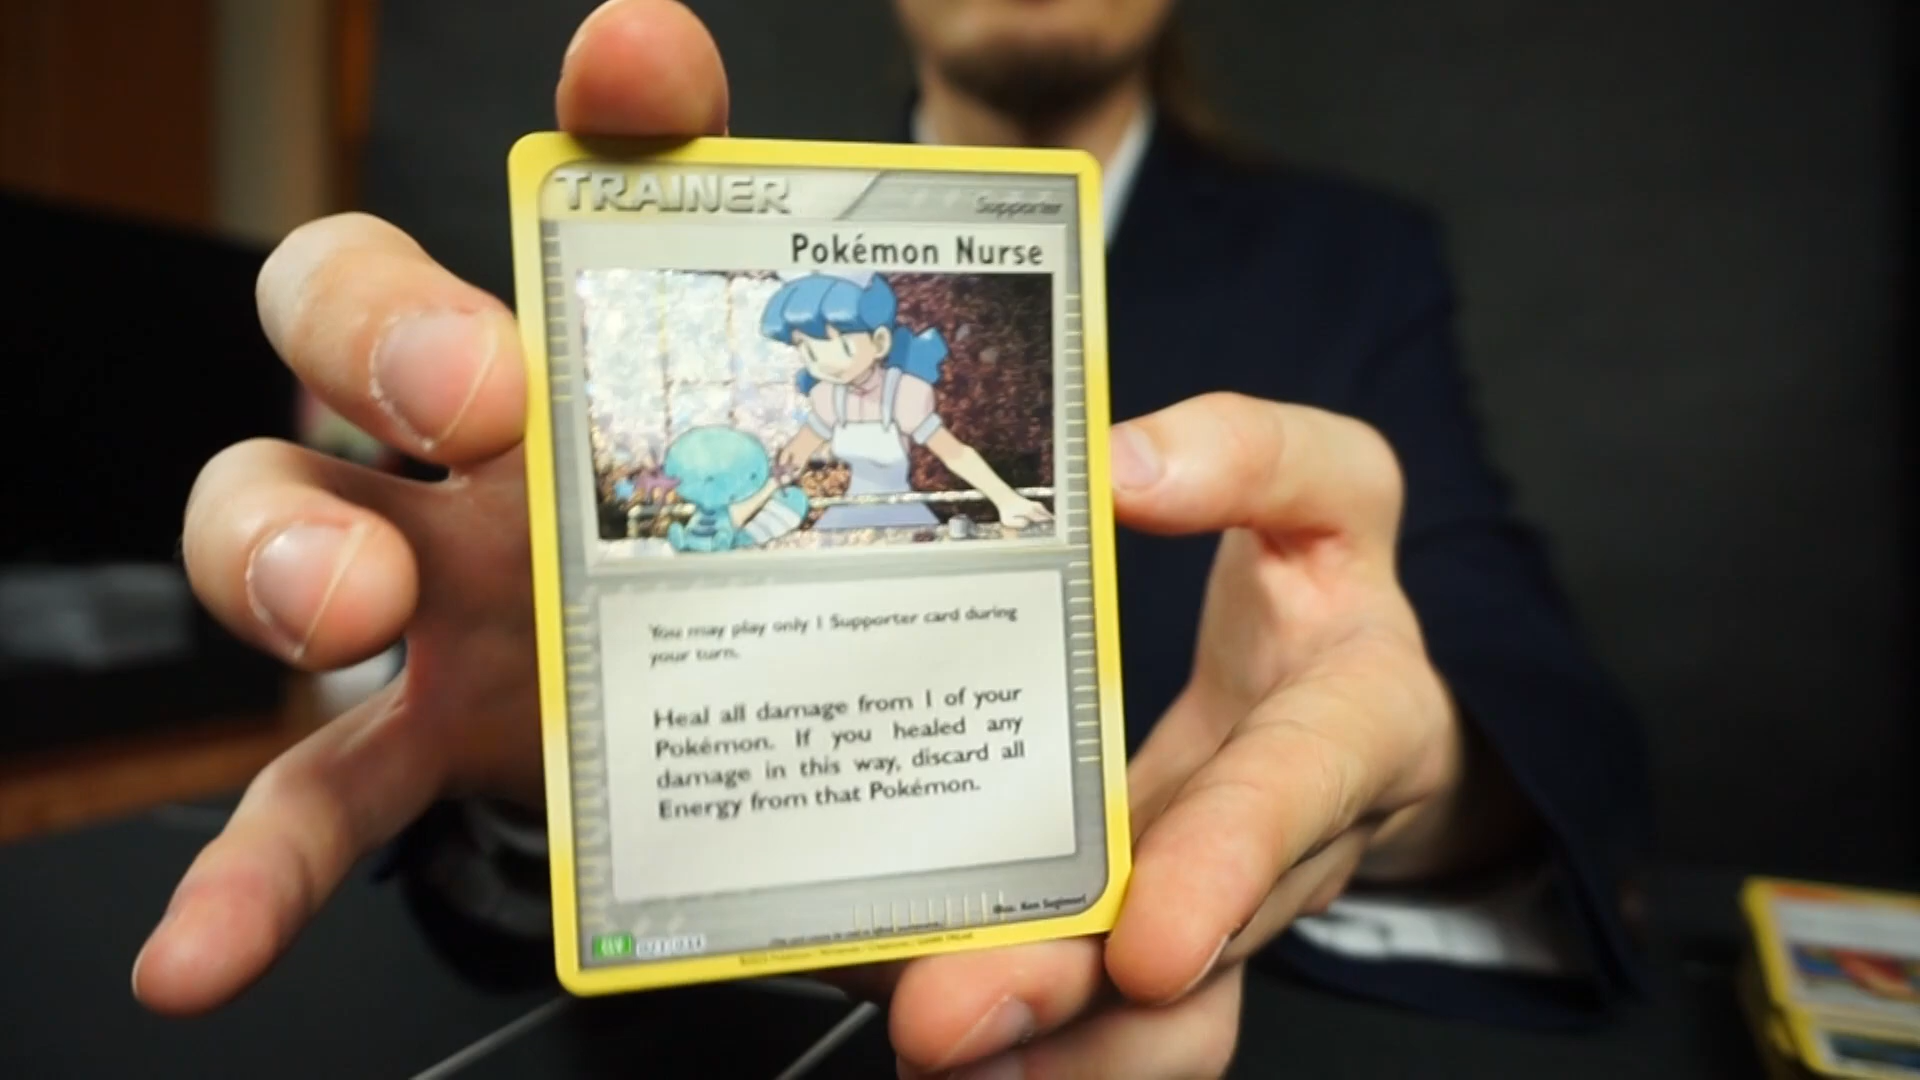 TRAINER
Supporter
Pokémon Nurse
You may play only 1 Supporter card during
your turn.
Heal all damage from 1 of your
Pokémon. If you healed any
damage in this way, discard all
Energy from that Pokémon.
Illus. Ken Sugimori
CLV